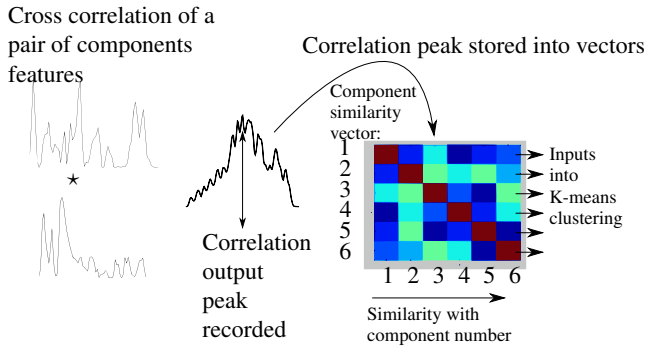 Cross correlation of a
pair of components
features
Correlation peak stored into vectors
Component
similarity
vector:
1
2
3
4
5
6
Inputs
into
K-means
clustering
Correlation
output
peak
recorded
1 2 3 4 5 6
Similarity with
component number